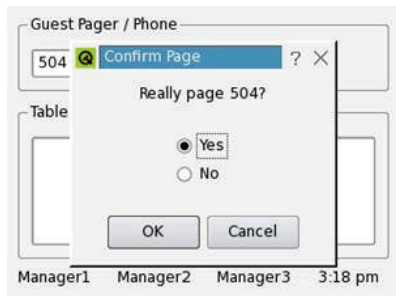 Guest Pager / Phone
504
Confirm Page ?
Really page 504?
Table
Yes
No
OK Cancel
Manager1 Manager2 Manager3 3:18 pm